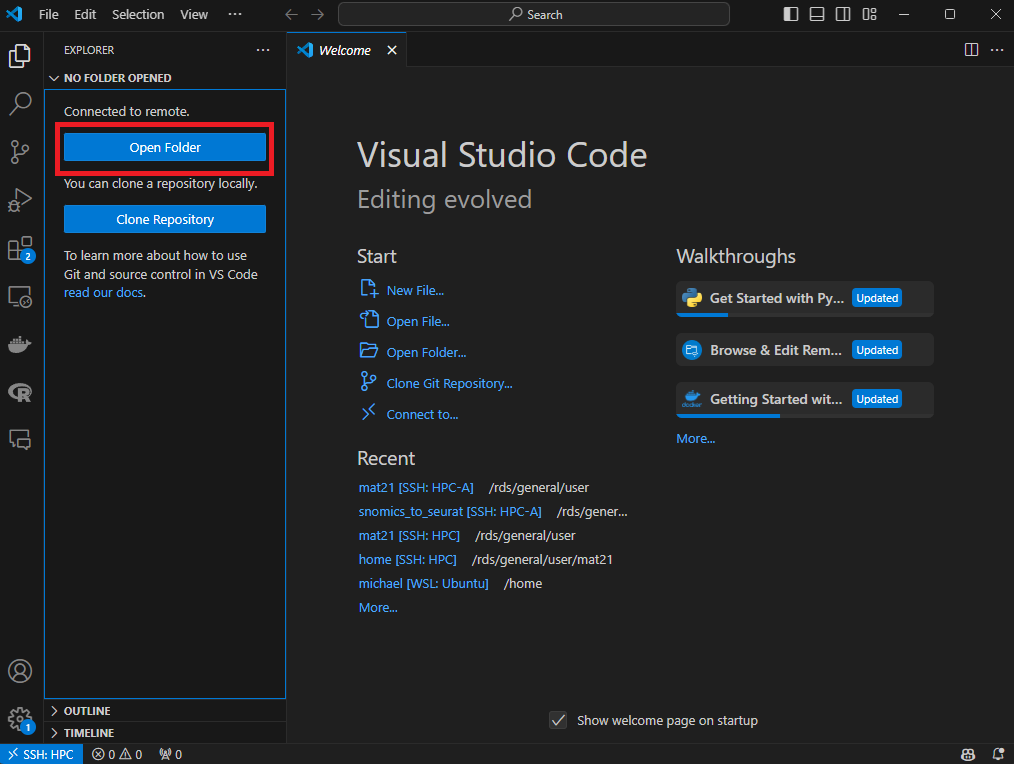 File Edit Selection View ··· Search
EXPLORER ···
Welcome
NO FOLDER OPENED
Connected to remote.
Open Folder
You can clone a repository locally.
Clone Repository
To learn more about how to use
Git and source control in VS Code
read our docs.
2
Visual Studio Code
Editing evolved
Start
New File...
Open File...
Open Folder...
Clone Git Repository...
Connect to...
Recent
mat21 [SSH: HPC-A] /rds/general/user
snomics_to_seurat [SSH: HPC-A] /rds/gener...
mat21 [SSH: HPC] /rds/general/user
home [SSH: HPC] /rds/general/user/mat21
michael [WSL: Ubuntu] /home
More...
Walkthroughs
Get Started with Py... Updated
Browse & Edit Rem... Updated
Getting Started wit... Updated
More...
Show welcome page on startup
OUTLINE
TIMELINE
1
SSH: HPC 0 0 0